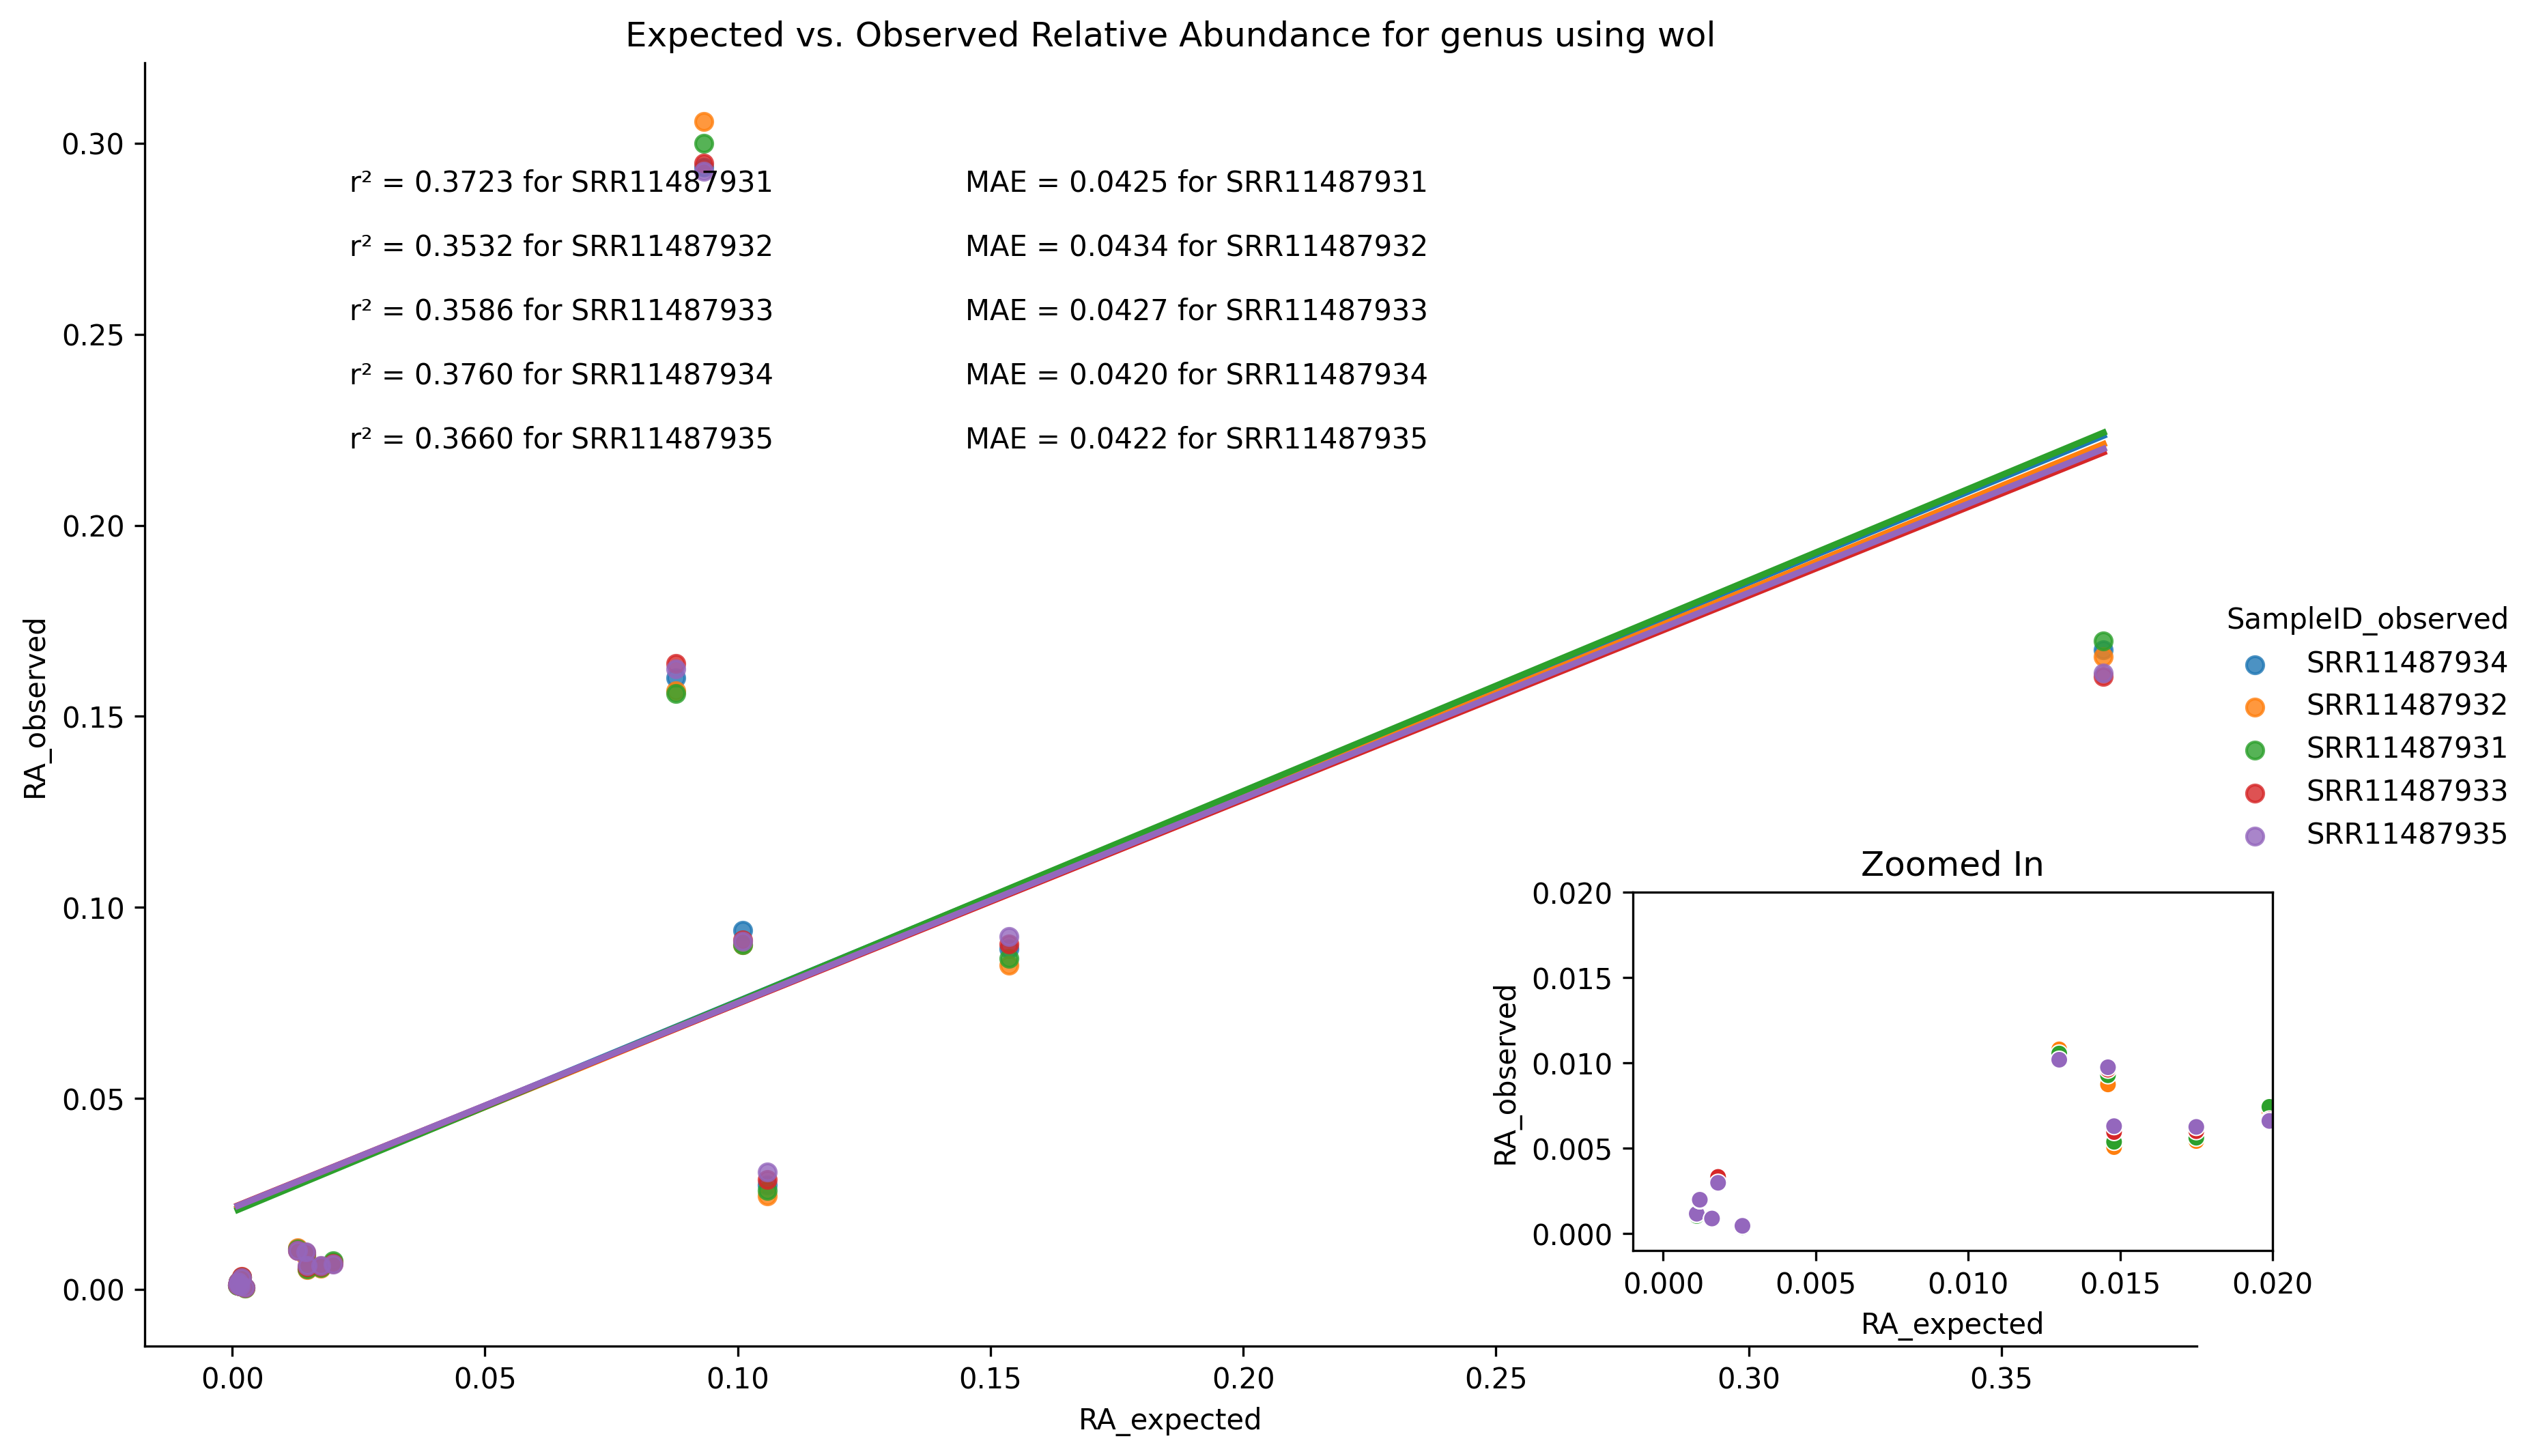 Expected vs. Observed Relative Abundance for genus using wol
RA_observed
0.30
0.25
0.20
0.15
0.10
0.05
0.00
r² = 0.3723 for SRR11487931
MAE = 0.0425 for SRR11487931
r² = 0.3532 for SRR11487932
MAE = 0.0434 for SRR11487932
r² = 0.3586 for SRR11487933
MAE = 0.0427 for SRR11487933
r² = 0.3760 for SRR11487934
MAE = 0.0420 for SRR11487934
r² = 0.3660 for SRR11487935
MAE = 0.0422 for SRR11487935
SampleID_observed
SRR11487934
SRR11487932
SRR11487931
SRR11487933
SRR11487935
Zoomed In
RA_observed
0.020
0.015
0.010
0.005
0.000
0.000 0.005 0.010 0.015 0.020
RA_expected
0.00 0.05 0.10 0.15 0.20 0.25 0.30 0.35
RA_expected